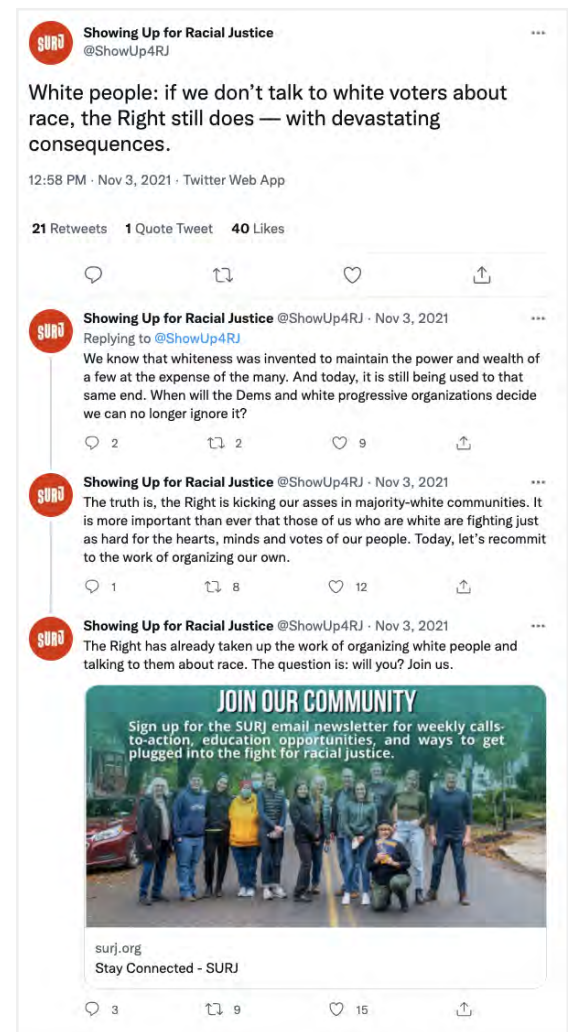 SURJ
Showing Up for Racial Justice
@ShowUp4RJ
White people: if we don’t talk to white voters about
race, the Right still does — with devastating
consequences.
12:58 PM · Nov 3, 2021 · Twitter Web App
21 Retweets 1 Quote Tweet 40 Likes
SURJ
Showing Up for Racial Justice @ShowUp4RJ · Nov 3, 2021
Replying to @ShowUp4RJ
We know that whiteness was invented to maintain the power and wealth of
a few at the expense of the many. And today, it is still being used to that
same end. When will the Dems and white progressive organizations decide
we can no longer ignore it?
2 2 9
SURJ
Showing Up for Racial Justice @ShowUp4RJ · Nov 3, 2021
The truth is, the Right is kicking our asses in majority-white communities. It
is more important than ever that those of us who are white are fighting just
as hard for the hearts, minds and votes of our people. Today, let’s recommit
to the work of organizing our own.
1 8 12
SURJ
Showing Up for Racial Justice @ShowUp4RJ · Nov 3, 2021
The Right has already taken up the work of organizing white people and
talking to them about race. The question is: will you? Join us.
JOIN OUR COMMUNITY
Sign up for the SURJ email newsletter for weekly calls-
to-action, education opportunities, and ways to get
plugged into the fight for racial justice.
surj.org
Stay Connected - SURJ
3 9 15